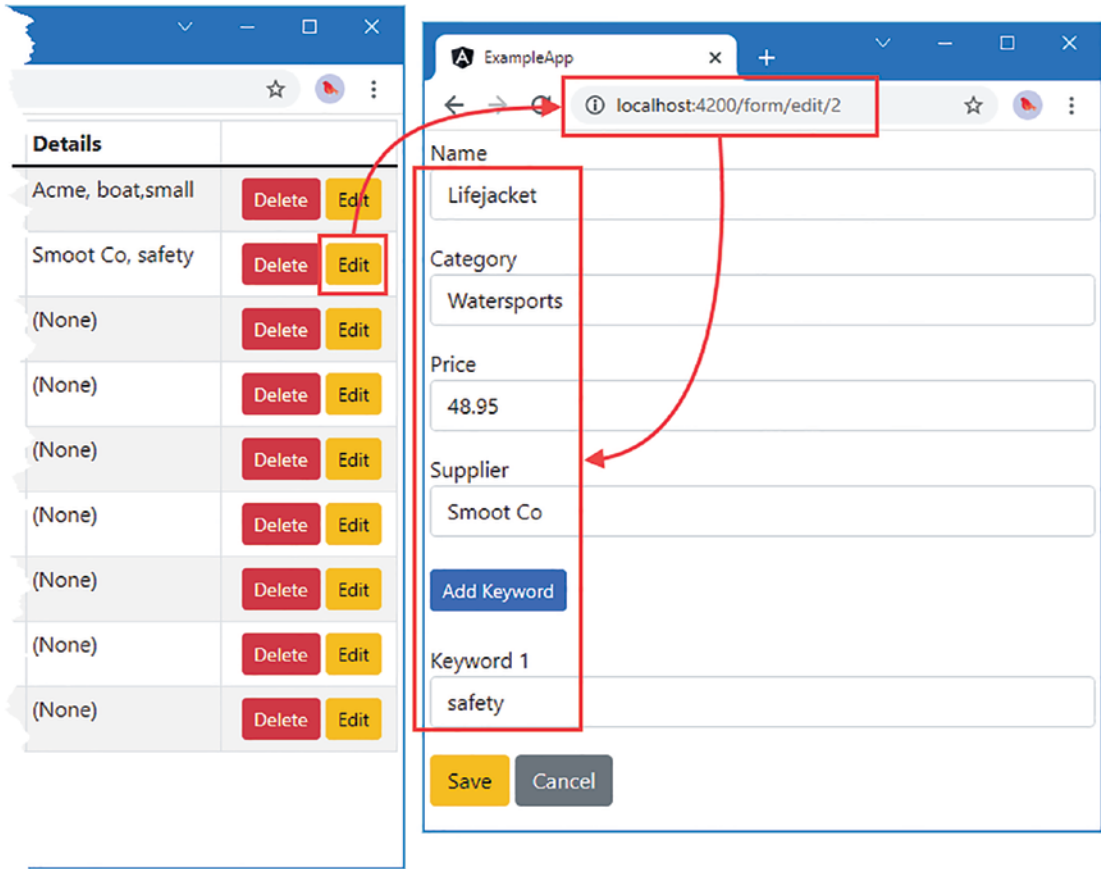 Details
Acme, boat,small Delete Edit
Smoot Co, safety Delete Edit
(None) Delete Edit
(None) Delete Edit
(None) Delete Edit
(None) Delete Edit
(None) Delete Edit
(None) Delete Edit
(None) Delete Edit
ExampleApp
localhost:4200/form/edit/2
Name
Lifejacket
Category
Watersports
Price
48.95
Supplier
Smoot Co
Add Keyword
Keyword 1
safety
Save Cancel